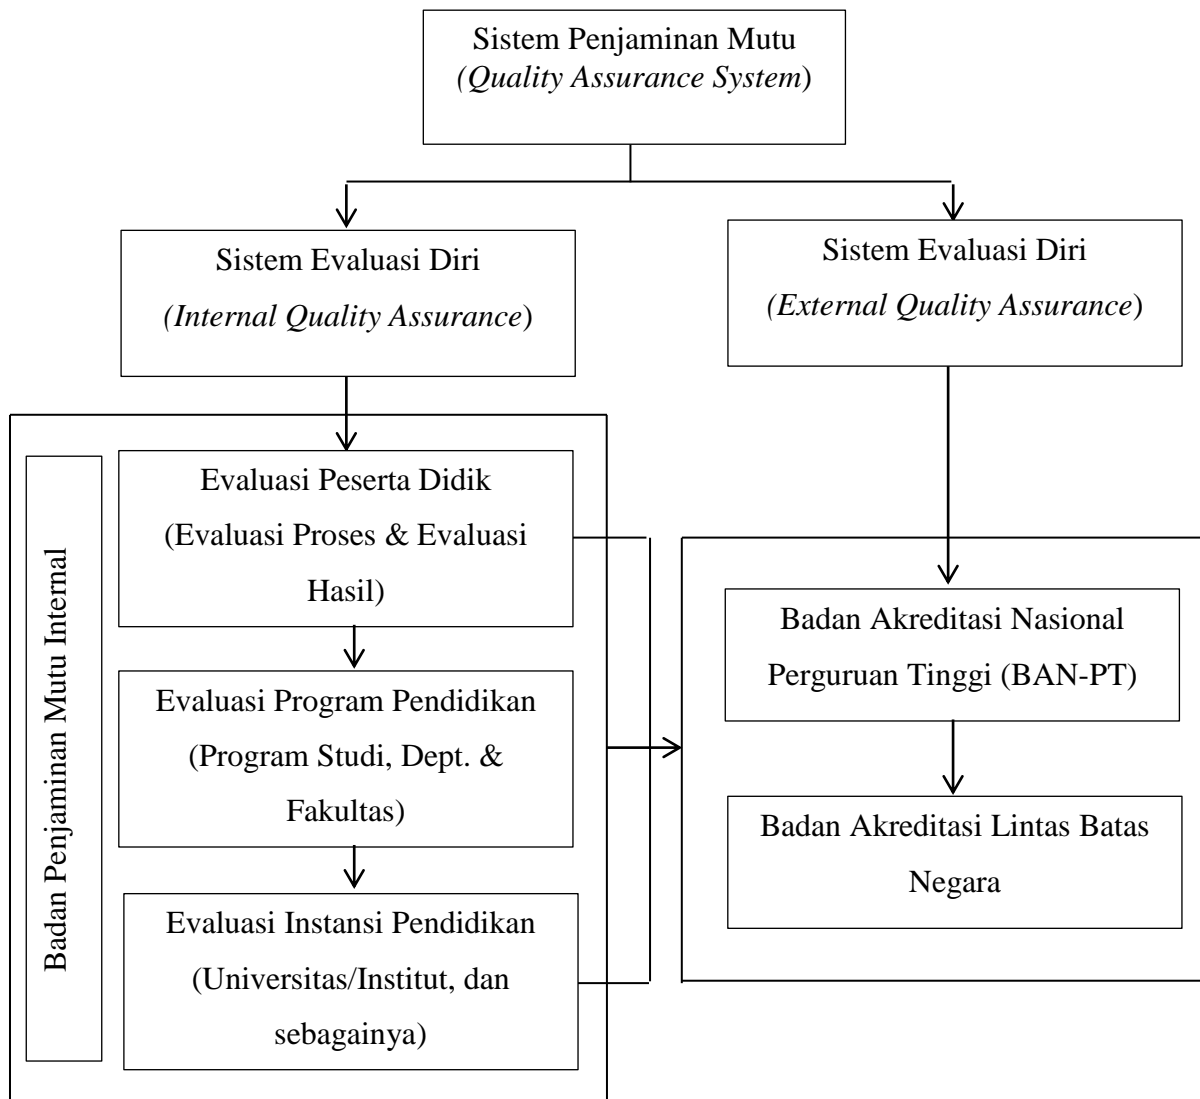 Sistem Penjaminan Mutu
(Quality Assurance System)
Sistem Evaluasi Diri
(Internal Quality Assurance)
Sistem Evaluasi Diri
(External Quality Assurance)
Badan Penjaminan Mutu Internal
Evaluasi Peserta Didik
(Evaluasi Proses & Evaluasi
Hasil)
Evaluasi Program Pendidikan
(Program Studi, Dept. &
Fakultas)
Evaluasi Instansi Pendidikan
(Universitas/Institut, dan
sebagainya)
Badan Akreditasi Nasional
Perguruan Tinggi (BAN-PT)
Badan Akreditasi Lintas Batas
Negara